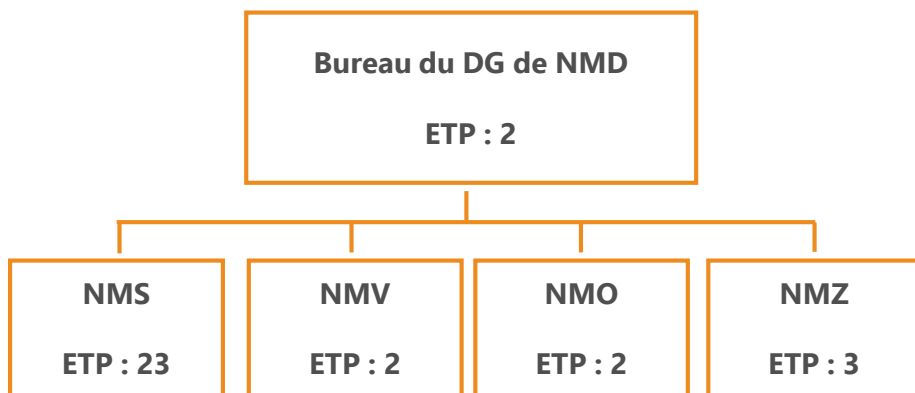 Bureau du DG de NMD
ETP : 2
NMS
ETP : 23
NMV
ETP : 2
NMO
ETP : 2
NMZ
ETP : 3